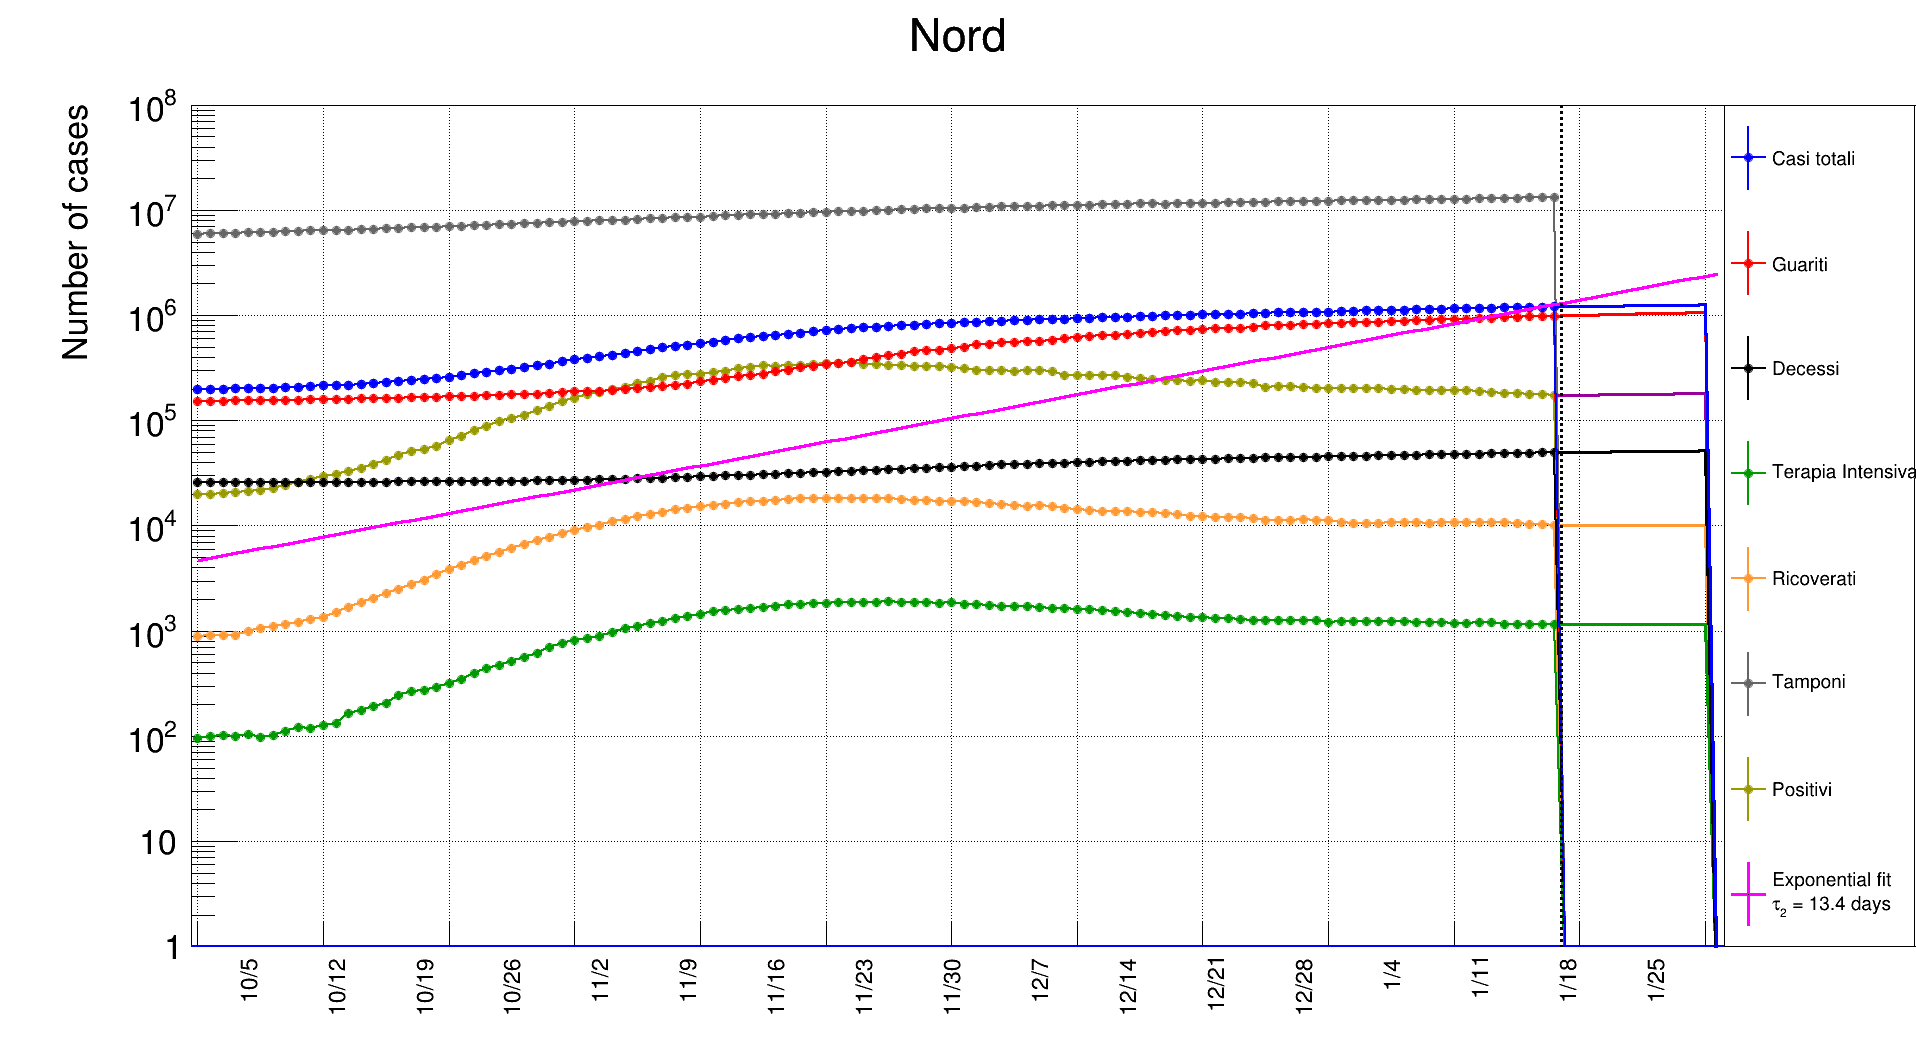 Nord
Number of cases
10^8
10^7
10^6
10^5
10^4
10^3
10^2
10
1
10/5
10/12
10/19
10/26
11/2
11/9
11/16
11/23
11/30
12/7
12/14
12/21
12/28
1/4
1/11
1/18
1/25
Casi totali
Guariti
Decessi
Terapia Intensiva
Ricoverati
Tamponi
Positivi
Exponential fit
τ₂ = 13.4 days